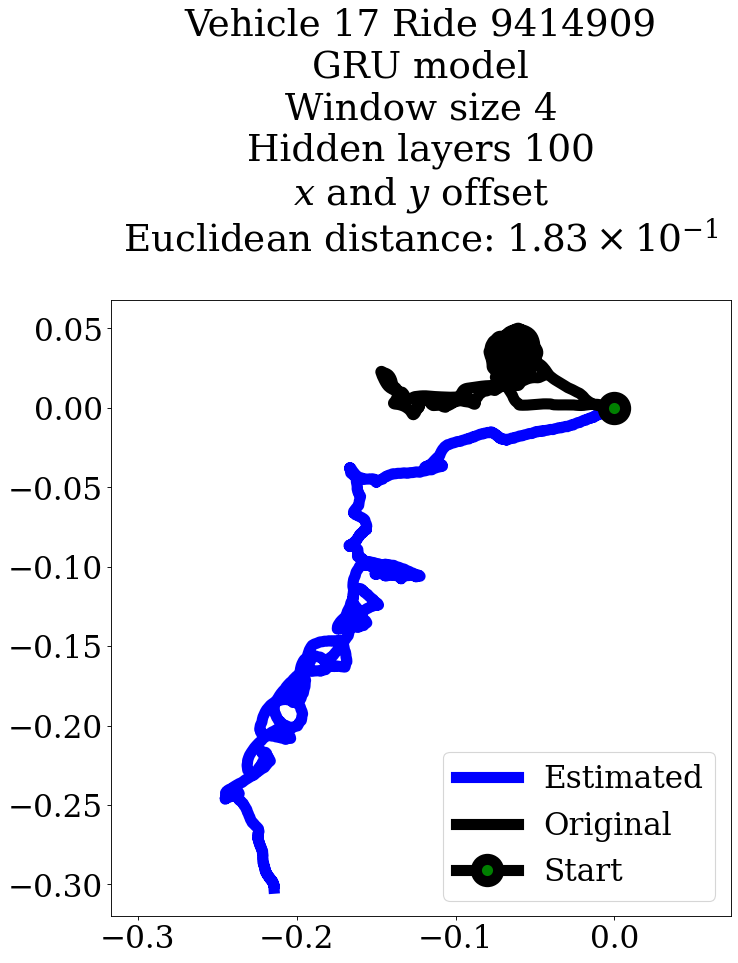 Vehicle 17 Ride 9414909
GRU model
Window size 4
Hidden layers 100
x and y offset
Euclidean distance: 1.83 × 10⁻¹
0.05
0.00
−0.05
−0.10
−0.15
−0.20
−0.25
−0.30
Estimated
Original
Start
−0.3 −0.2 −0.1 0.0